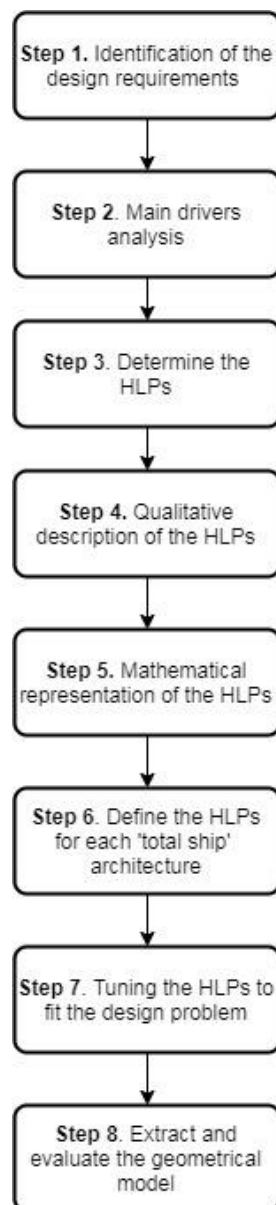 Step 1. Identification of the
design requirements
Step 2. Main drivers
analysis
Step 3. Determine the
HLPs
Step 4. Qualitative
description of the HLPs
Step 5. Mathematical
representation of the HLPs
Step 6. Define the HLPs
for each 'total ship'
architecture
Step 7. Tuning the HLPs to
fit the design problem
Step 8. Extract and
evaluate the geometrical
model